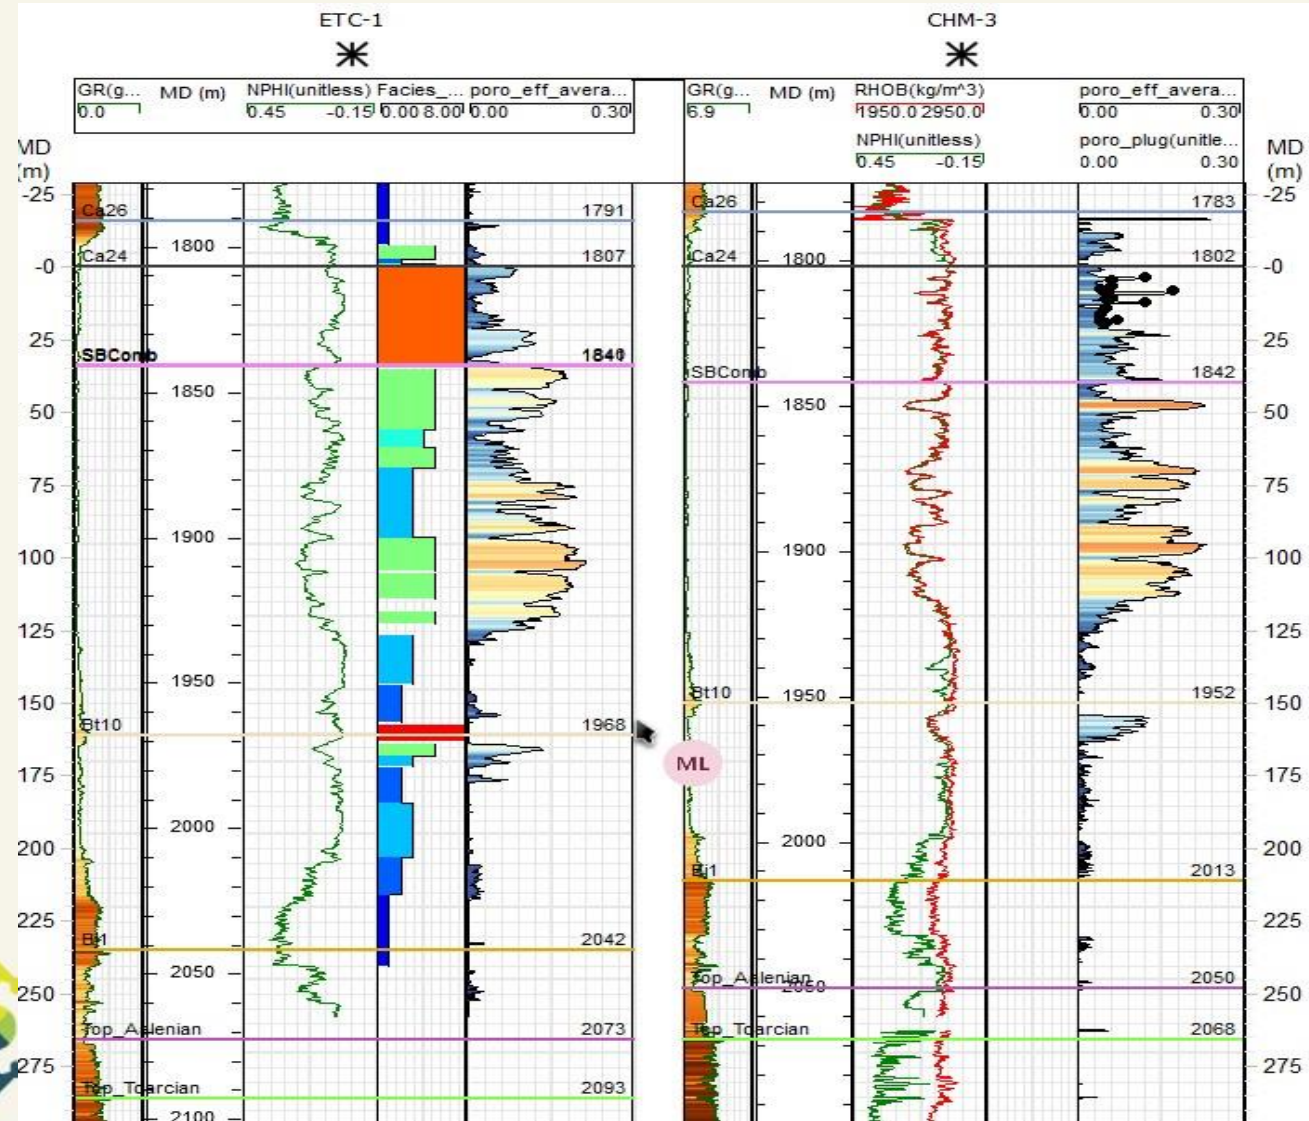 ETC-1
CHM-3
GR(g... MD (m) NPHI(unitless) Facies_... poro_eff_avera...
0.0 0.45 -0.15 0.00 8.00 0.00 0.30
GR(g... MD (m) RHOB(kg/m^3) poro_eff_avera...
6.9 1950.0 2950.0 0.00 0.30
NPHI(unitless) poro_plug(unitle...
0.45 -0.15 0.00 0.30
MD
(m)
MD
(m)
-25
-0
25
50
75
100
125
150
175
200
225
250
275
Ca26 1791
1800
Ca24 1807
SBComb
1850
1900
1950
Bt10 1968
2000
Bj1 2042
2050
Top_Aalenian 2073
Top_Toarcian 2093
2100
ML
Ca26 1783
Ca24 1802
1800
SBComb 1842
1850
1900
1950
Bt10 1952
2000
Bj1 2013
Top_Aalenian 2050
2050
Top_Toarcian 2068
-25
-0
25
50
75
100
125
150
175
200
225
250
275